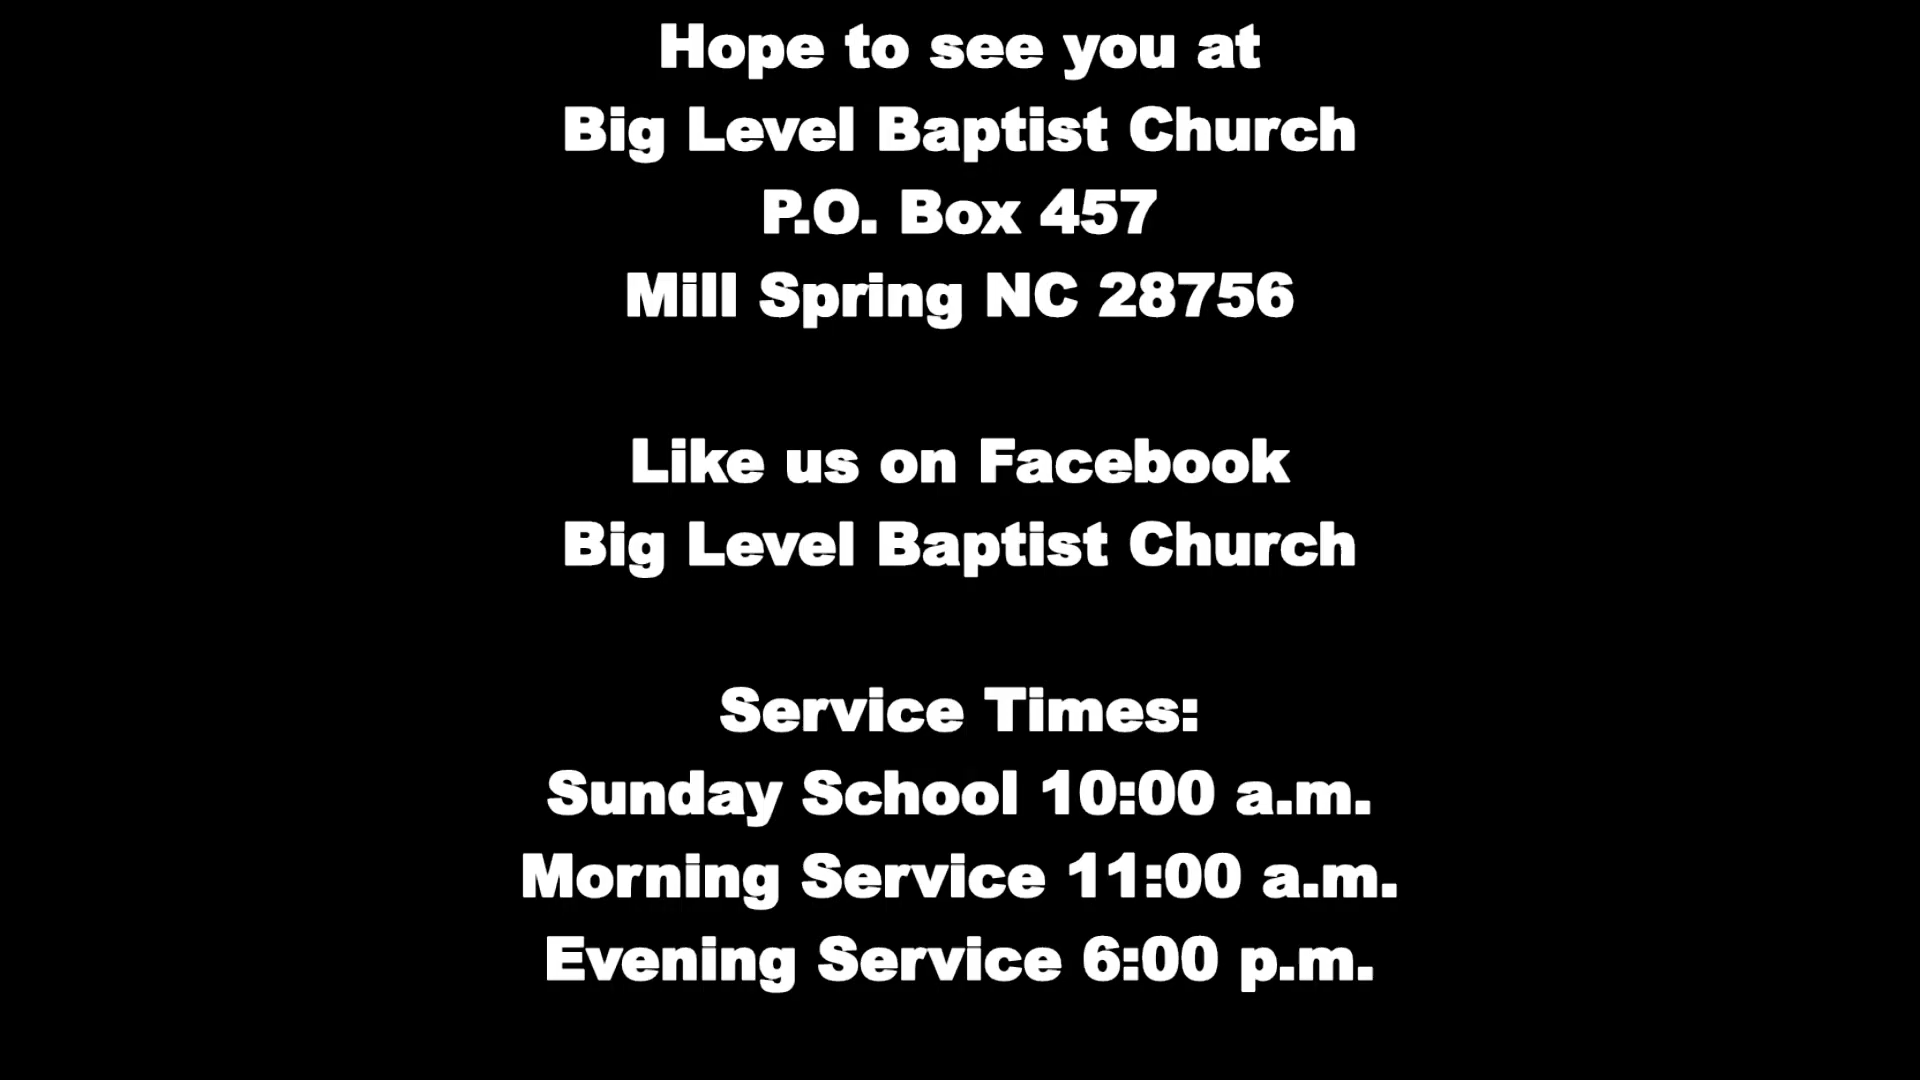 Hope to see you at
Big Level Baptist Church
P.O. Box 457
Mill Spring NC 28756
Like us on Facebook
Big Level Baptist Church
Service Times:
Sunday School 10:00 a.m.
Morning Service 11:00 a.m.
Evening Service 6:00 p.m.